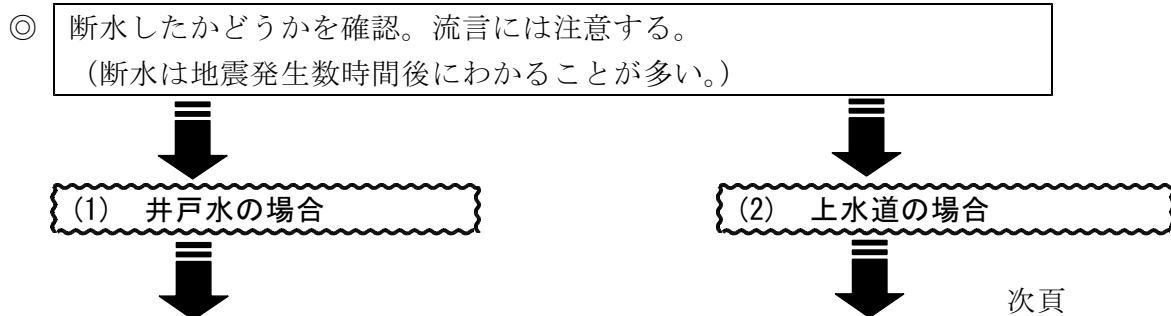 ◎ 断水したかどうかを確認。流言には注意する。
（断水は地震発生数時間後にわかることが多い。）
(1) 井戸水の場合
(2) 上水道の場合
次頁